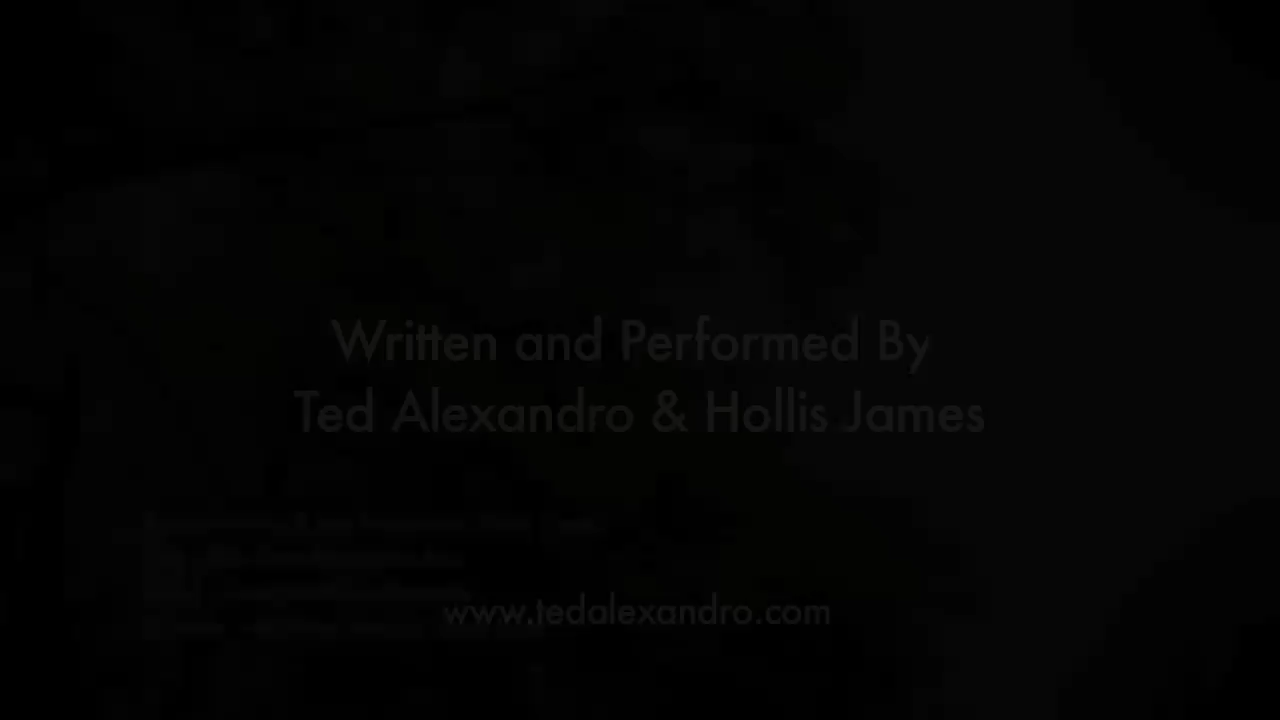 Written and Performed By
Ted Alexandro & Hollis James
www.tedalexandro.com